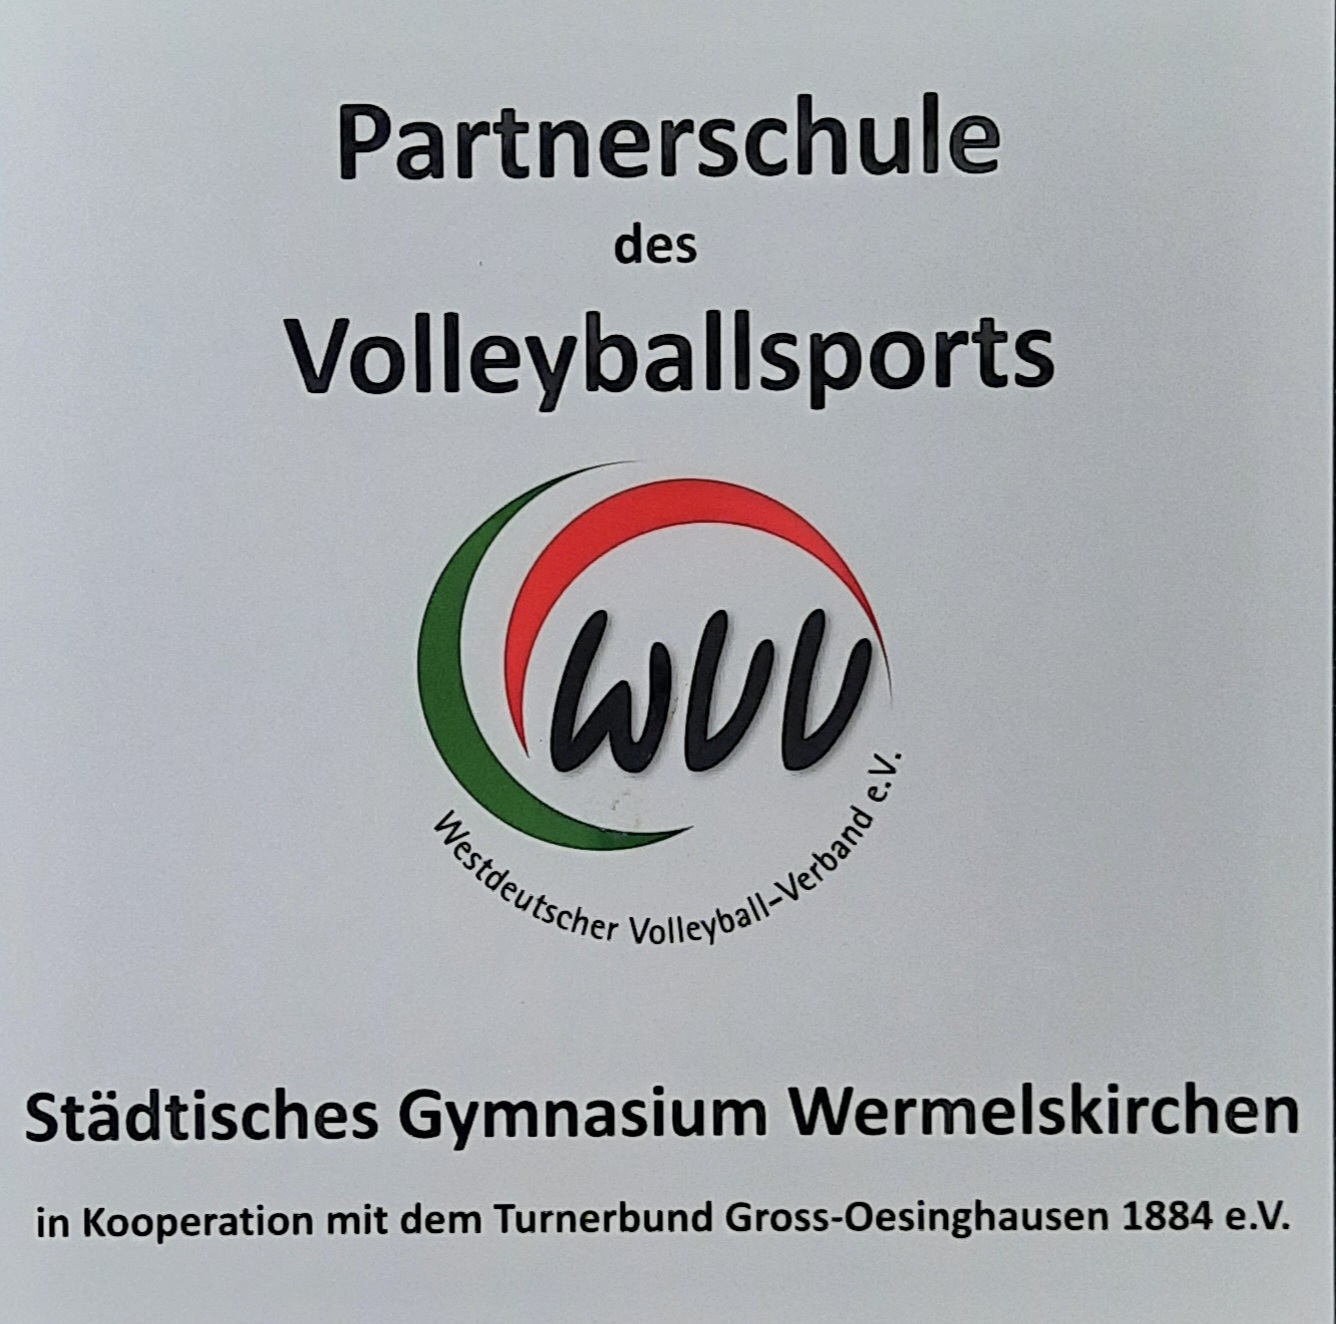 Partnerschule
des
Volleyballsports
WVV
Westdeutscher Volleyball-Verband e.V.
Städtisches Gymnasium Wermelskirchen
in Kooperation mit dem Turnerbund Gross-Oesinghausen 1884 e.V.